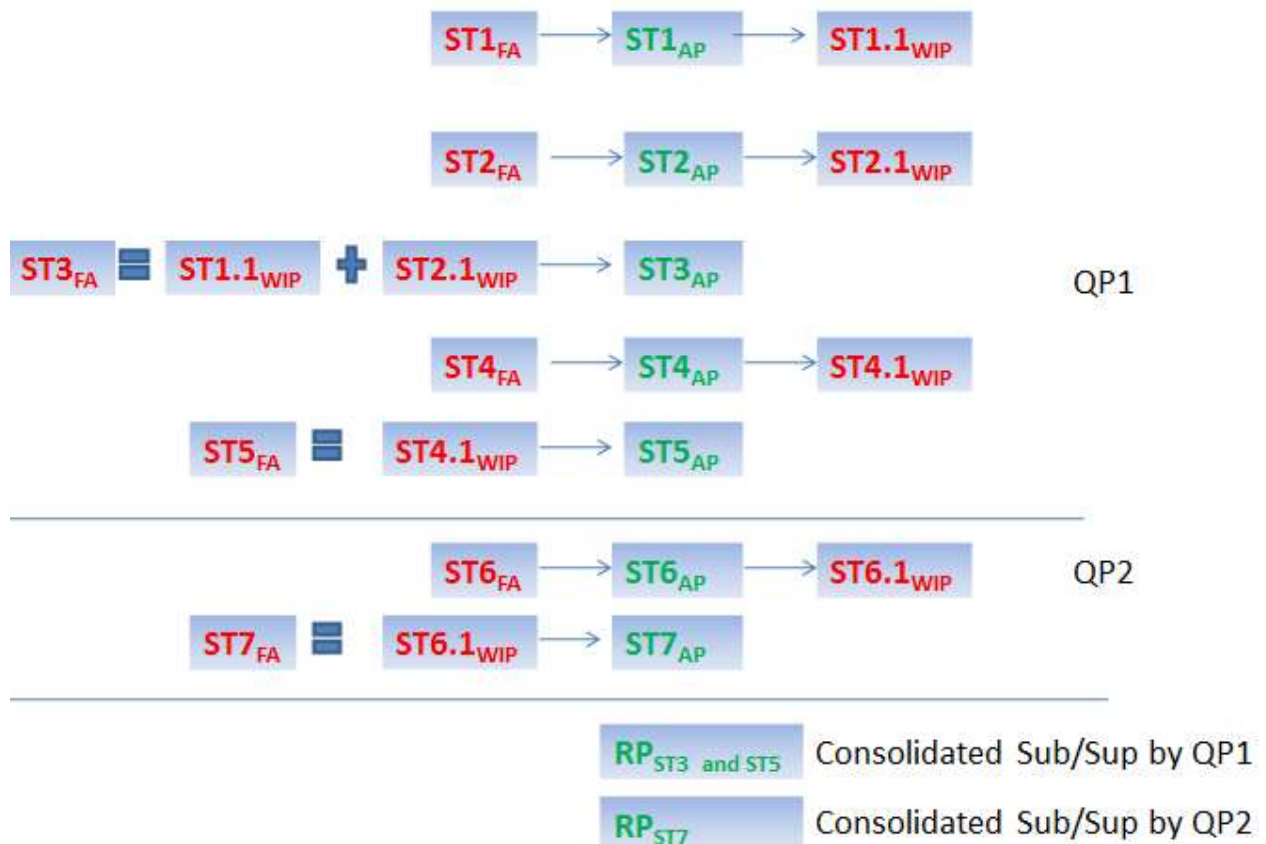 ST1FA ST1AP ST1.1WIP
ST2FA ST2AP ST2.1WIP
ST3FA = ST1.1WIP + ST2.1WIP ST3AP
QP1
ST4FA ST4AP ST4.1WIP
ST5FA = ST4.1WIP ST5AP
ST6FA ST6AP ST6.1WIP QP2
ST7FA = ST6.1WIP ST7AP
RPST3 and ST5 Consolidated Sub/Sup by QP1
RPST7 Consolidated Sub/Sup by QP2